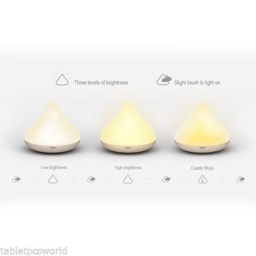 Three levels of brightness
Slight touch to light on
Low brightness
High brightness
Candle Mode
tabletpcsworld